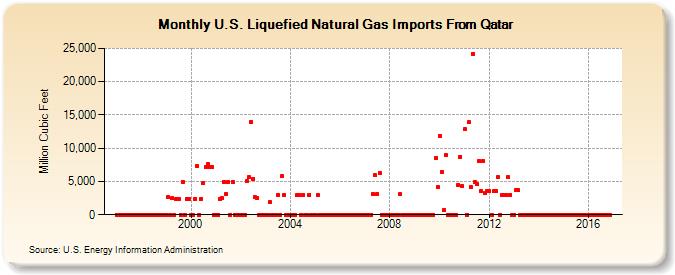 Monthly U.S. Liquefied Natural Gas Imports From Qatar
Million Cubic Feet
25,000
20,000
15,000
10,000
5,000
0
2000 2004 2008 2012 2016
Source: U.S. Energy Information Administration